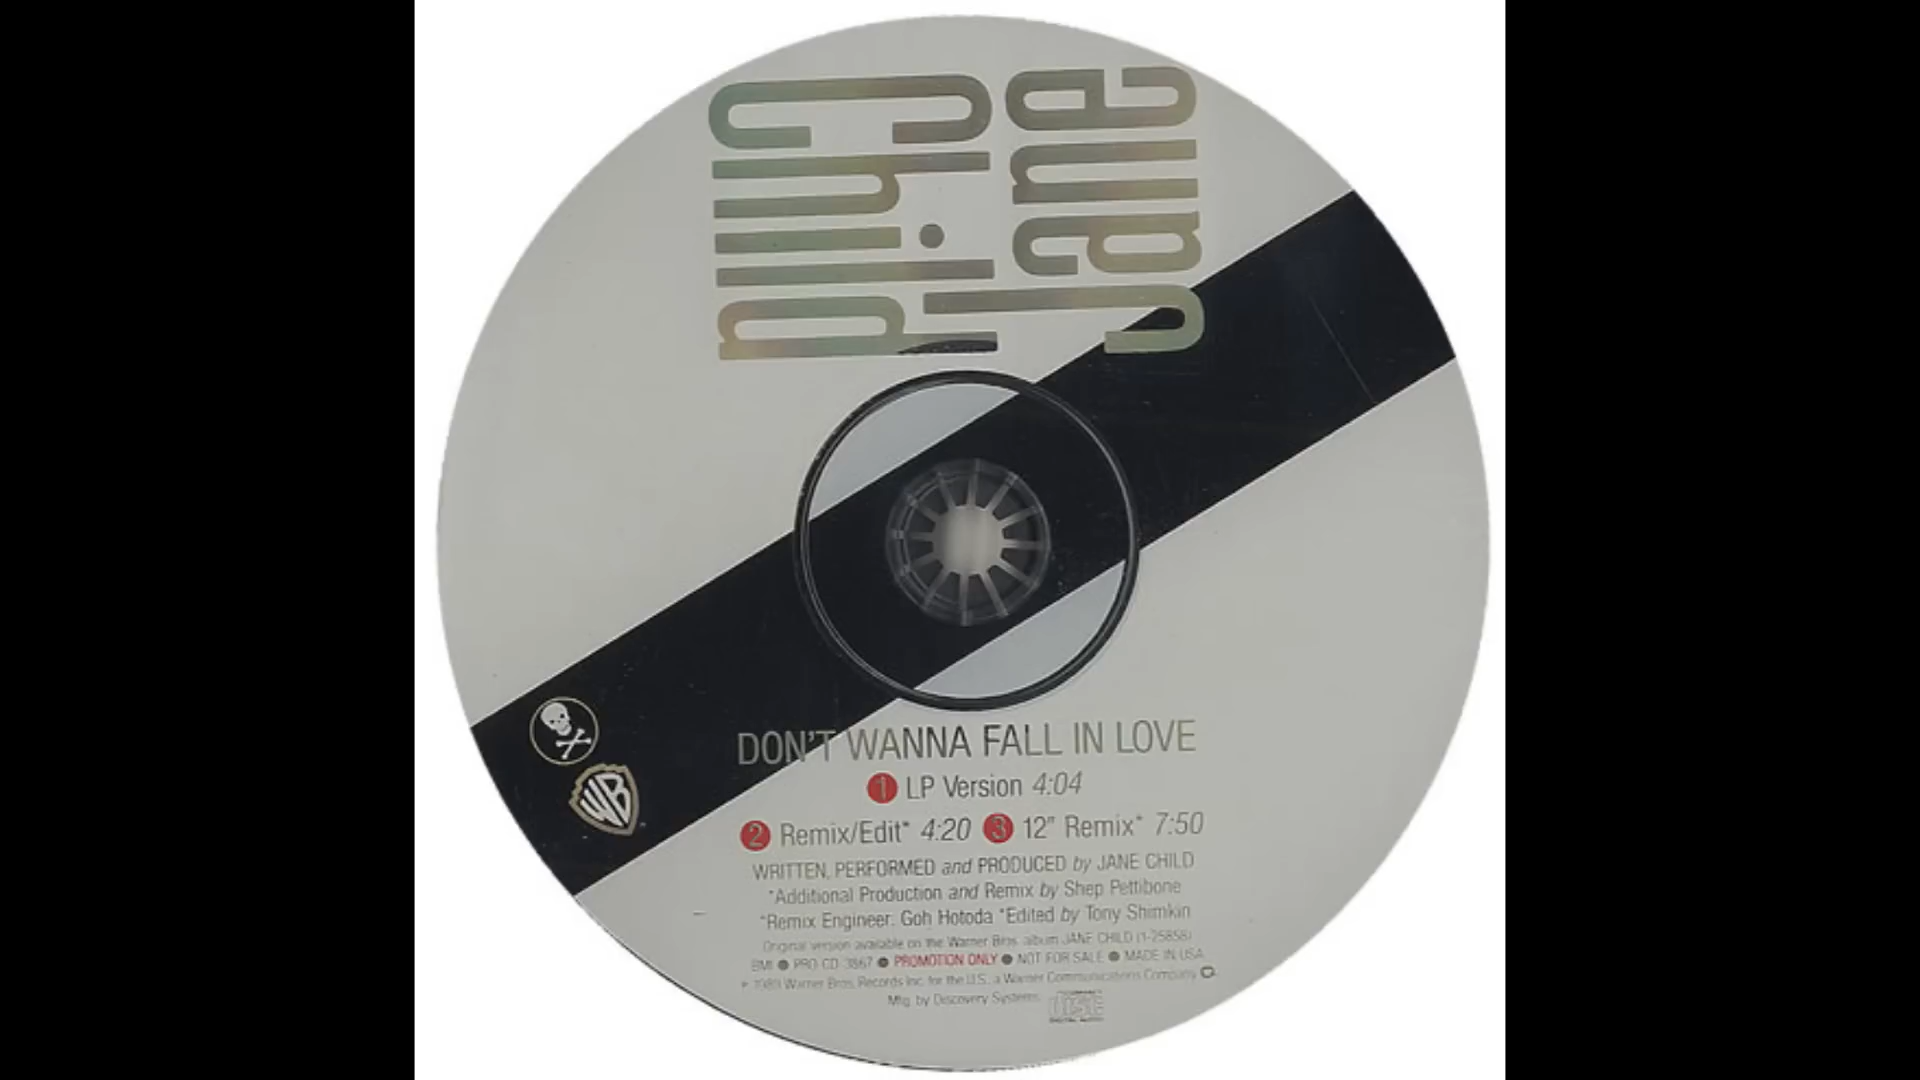 Jane
Child
WB
DON'T WANNA FALL IN LOVE
1 LP Version 4:04
2 Remix/Edit* 4:20 3 12" Remix* 7:50
WRITTEN, PERFORMED and PRODUCED by JANE CHILD
*Additional Production and Remix by Shep Pettibone
*Remix Engineer: Goh Hotoda *Edited by Tony Shimkin
Original version available on the Warner Bros. album JANE CHILD (1-25858)
BMI ● PRO-CD-3867 ● PROMOTION ONLY ● NOT FOR SALE ● MADE IN USA
℗ 1989 Warner Bros. Records Inc. for the U.S., a Warner Communications Company
Mfg. by Discovery Systems